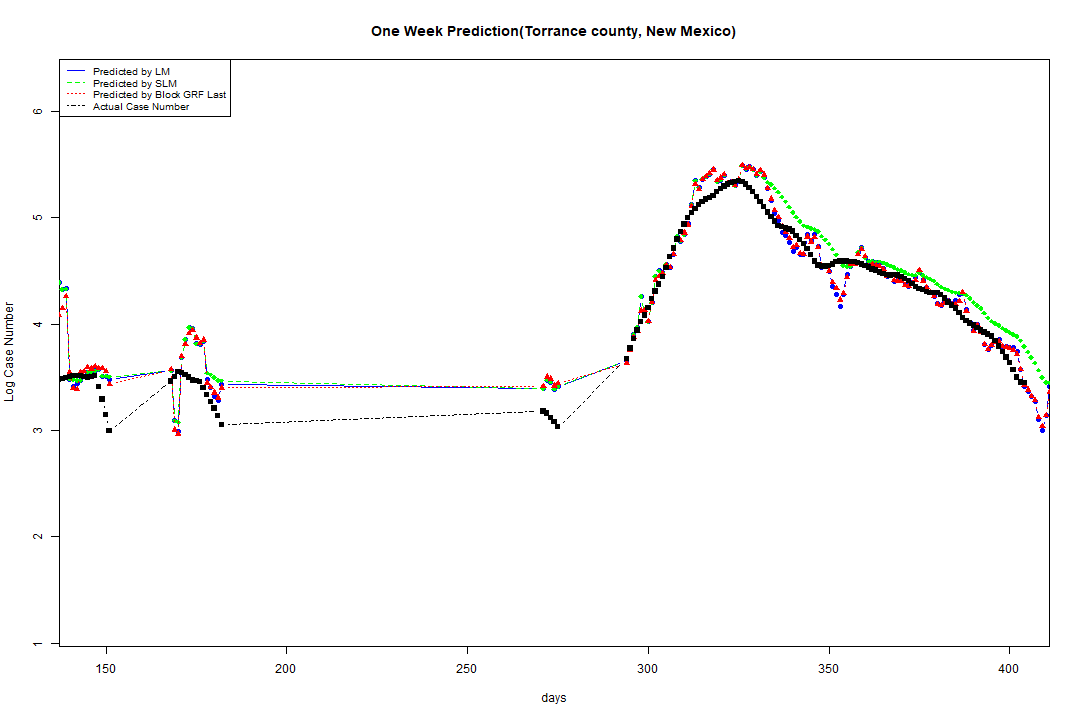 One Week Prediction(Torrance county, New Mexico)
Predicted by LM
Predicted by SLM
Predicted by Block GRF Last
Actual Case Number
6
5
4
3
2
1
Log Case Number
150 200 250 300 350 400
days